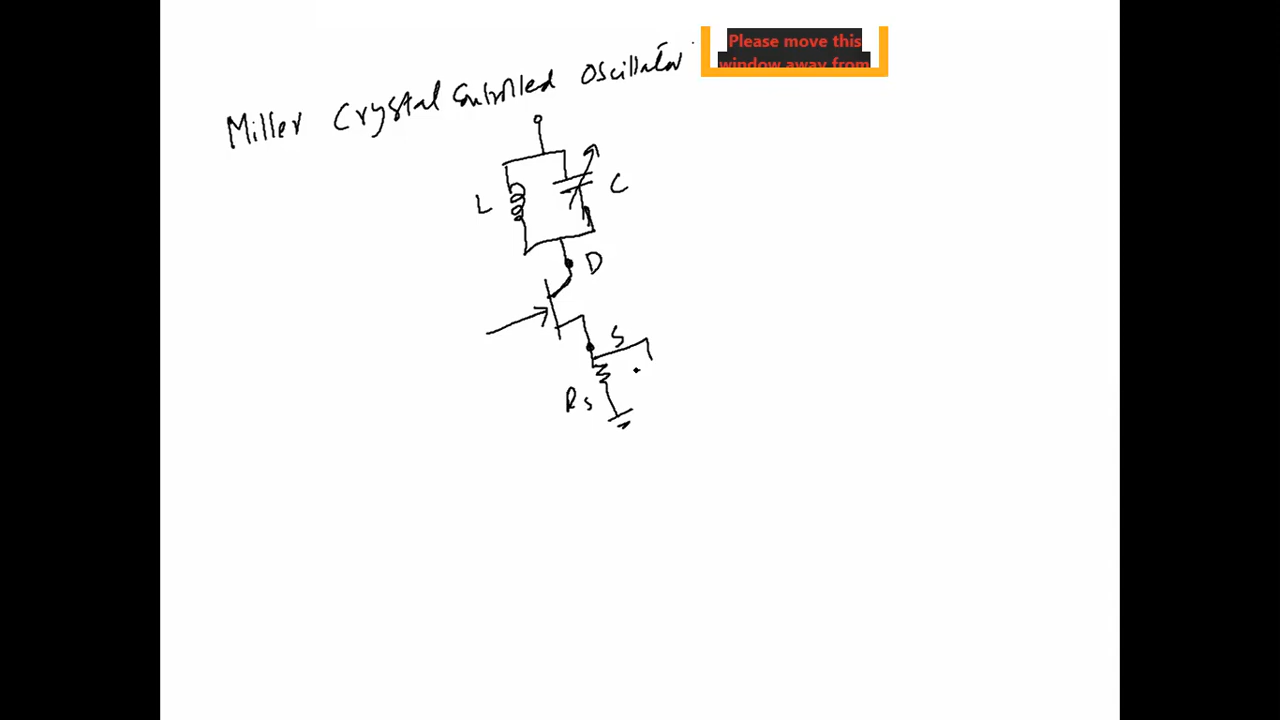 Please move this
window away from
Miller Crystal Controlled Oscillator
L
C
D
S
Rs